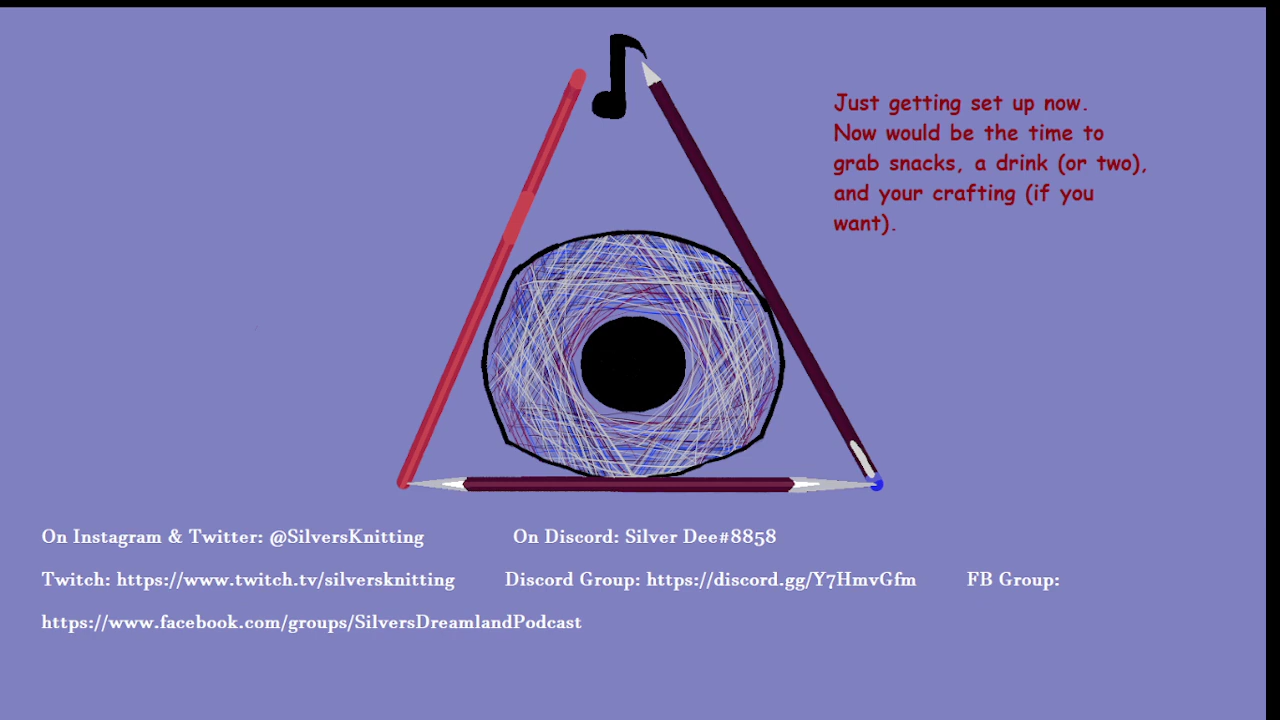 Just getting set up now.
Now would be the time to
grab snacks, a drink (or two),
and your crafting (if you
want).
On Instagram & Twitter: @SilversKnitting On Discord: Silver Dee#8858
Twitch: https://www.twitch.tv/silversknitting Discord Group: https://discord.gg/Y7HmvGfm FB Group:
https://www.facebook.com/groups/SilversDreamlandPodcast